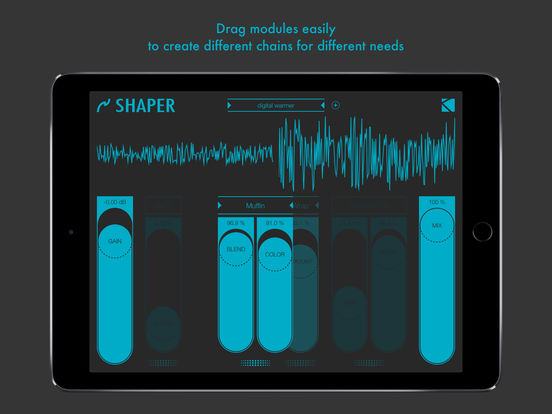 Drag modules easily
to create different chains for different needs
SHAPER
digital warmer
-0,00 dB
Muffin
100 %
96,9 %
91,0 %
GAIN
BLEND
COLOR
MIX